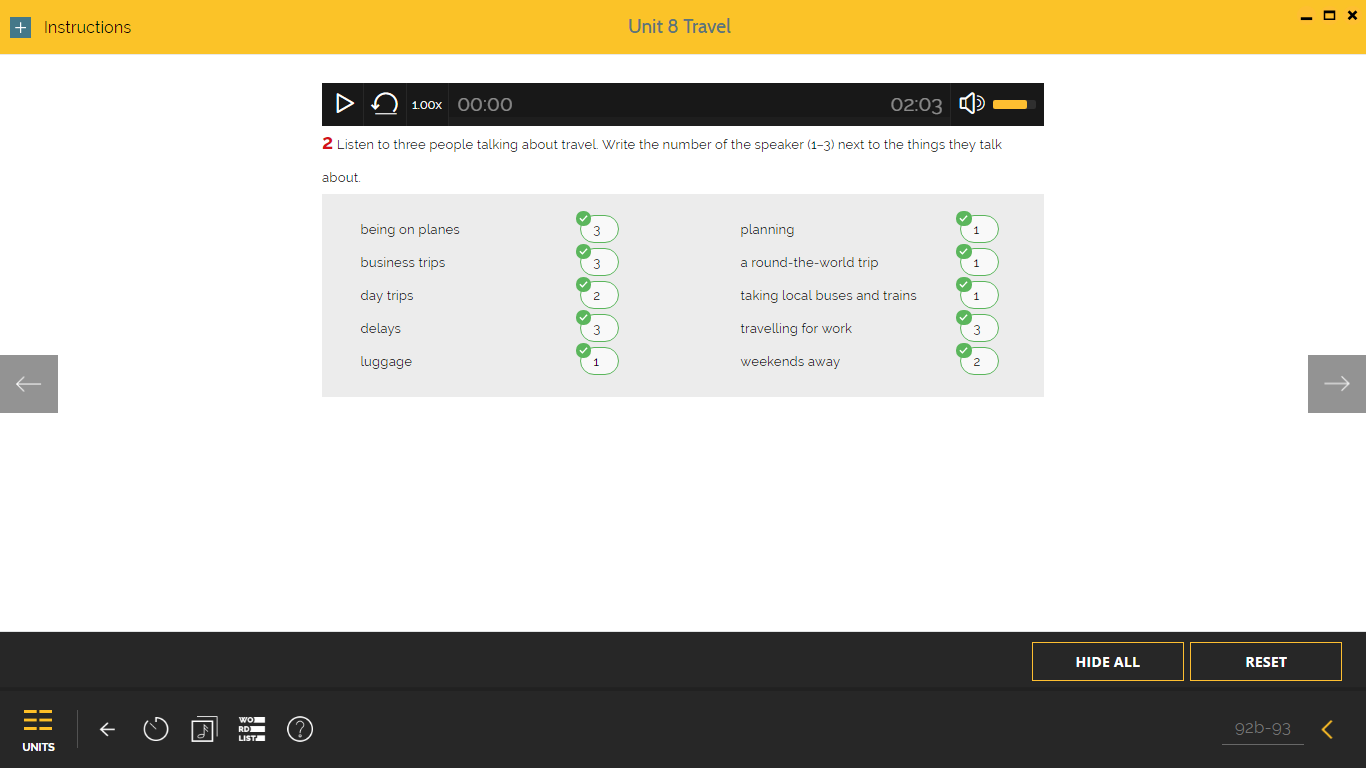 Instructions
Unit 8 Travel
1.00x 00:00 02:03
2 Listen to three people talking about travel. Write the number of the speaker (1–3) next to the things they talk
about.
being on planes 3 planning 1
business trips 3 a round-the-world trip 1
day trips 2 taking local buses and trains 1
delays 3 travelling for work 3
luggage 1 weekends away 2
HIDE ALL RESET
WO
RD
LIST
UNITS
92b-93